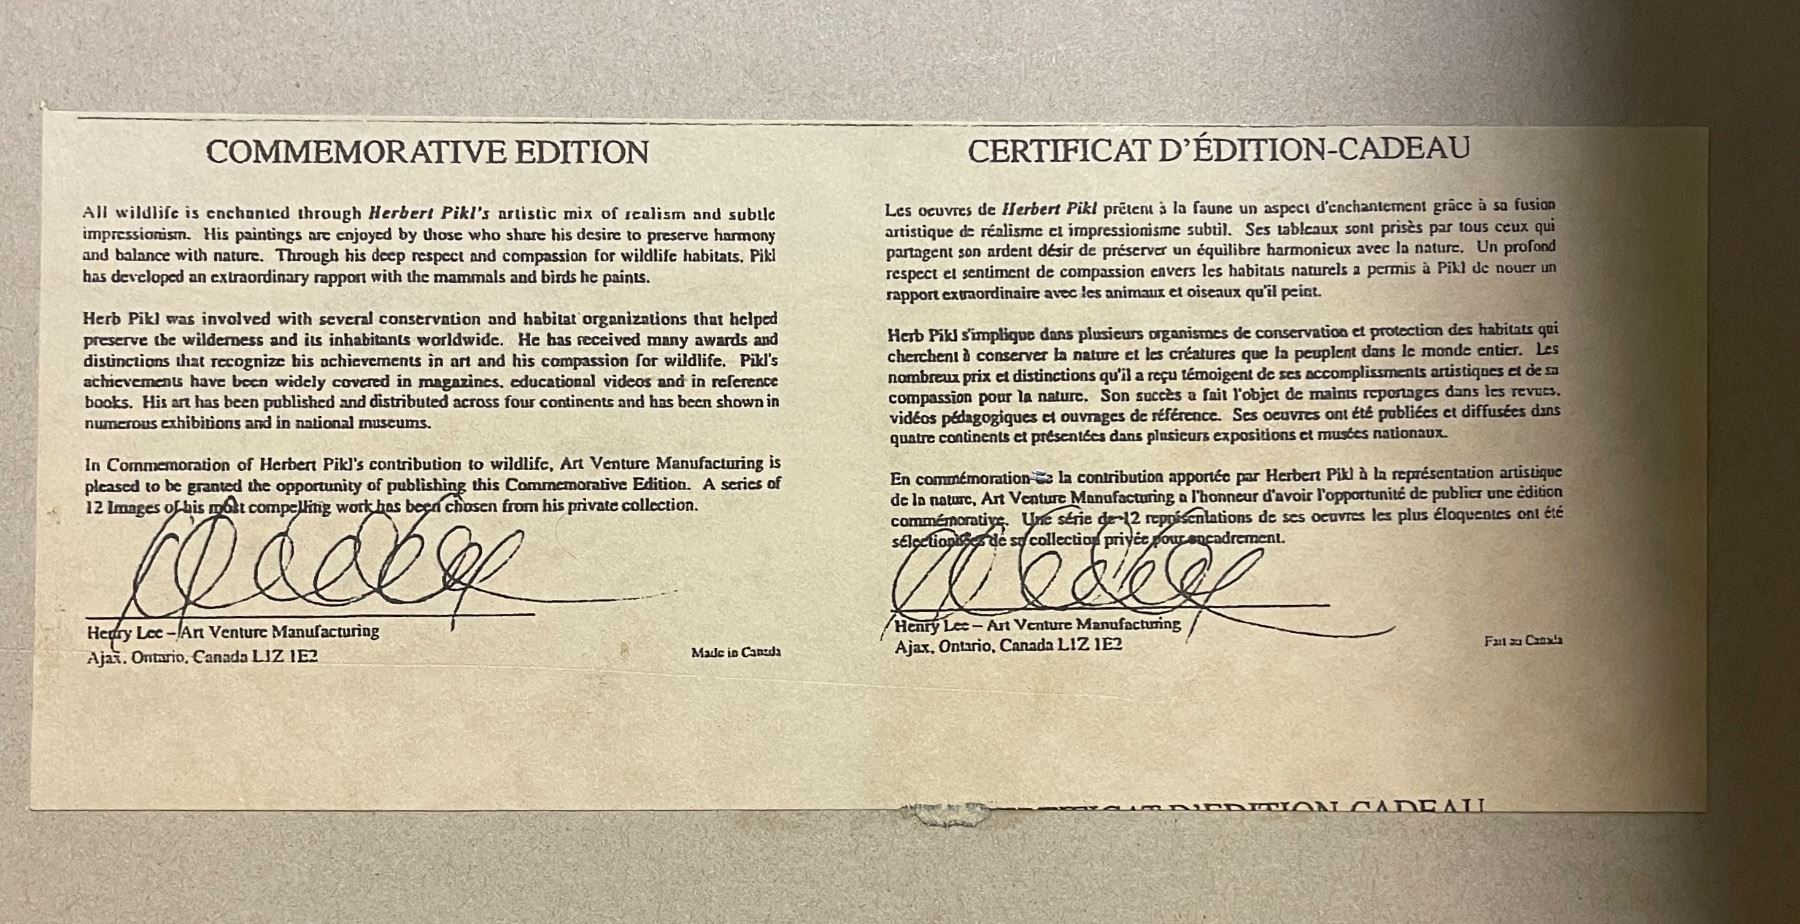 COMMEMORATIVE EDITION
All wildlife is enchanted through Herbert Pikl's artistic mix of realism and subtle
impressionism. His paintings are enjoyed by those who share his desire to preserve harmony
and balance with nature. Through his deep respect and compassion for wildlife habitats, Pikl
has developed an extraordinary rapport with the mammals and birds he paints.
Herb Pikl was involved with several conservation and habitat organizations that helped
preserve the wilderness and its inhabitants worldwide. He has received many awards and
distinctions that recognize his achievements in art and his compassion for wildlife. Pikl's
achievements have been widely covered in magazines, educational videos and in reference
books. His art has been published and distributed across four continents and has been shown in
numerous exhibitions and in national museums.
In Commemoration of Herbert Pikl's contribution to wildlife, Art Venture Manufacturing is
pleased to be granted the opportunity of publishing this Commemorative Edition. A series of
12 Images of his most compelling work has been chosen from his private collection.
Henry Lee – Art Venture Manufacturing
Ajax, Ontario, Canada L1Z 1E2
Made in Canada
CERTIFICAT D'ÉDITION-CADEAU
Les oeuvres de Herbert Pikl prêtent à la faune un aspect d'enchantement grâce à sa fusion
artistique de réalisme et impressionisme subtil. Ses tableaux sont prisès par tous ceux qui
partagent son ardent désir de préserver un équilibre harmonieux avec la nature. Un profond
respect et sentiment de compassion envers les habitats naturels a permis à Pikl de nouer un
rapport extraordinaire avec les animaux et oiseaux qu'il peint.
Herb Pikl s'implique dans plusieurs organismes de conservation et protection des habitats qui
cherchent à conserver la nature et les créatures que la peuplent dans le monde entier. Les
nombreux prix et distinctions qu'il a reçu témoigent de ses accomplissments artistiques et de sa
compassion pour la nature. Son succès a fait l'objet de maints reportages dans les revues,
vidéos pédagogiques et ouvrages de référence. Ses oeuvres ont été publiées et diffusées dans
quatre continents et présentées dans plusieurs expositions et musées nationaux.
En commémoration la contribution apportée par Herbert Pikl à la représentation artistique
de la nature, Art Venture Manufacturing a l'honneur d'avoir l'opportunité de publier une édition
commémorative. Une série de 12 représentations de ses oeuvres les plus éloquentes ont été
sélectionnées de sa collection privée pour encadrement.
Henry Lee – Art Venture Manufacturing
Ajax, Ontario, Canada L1Z 1E2
Fait au Canada
D'ÉDITION CADEAU